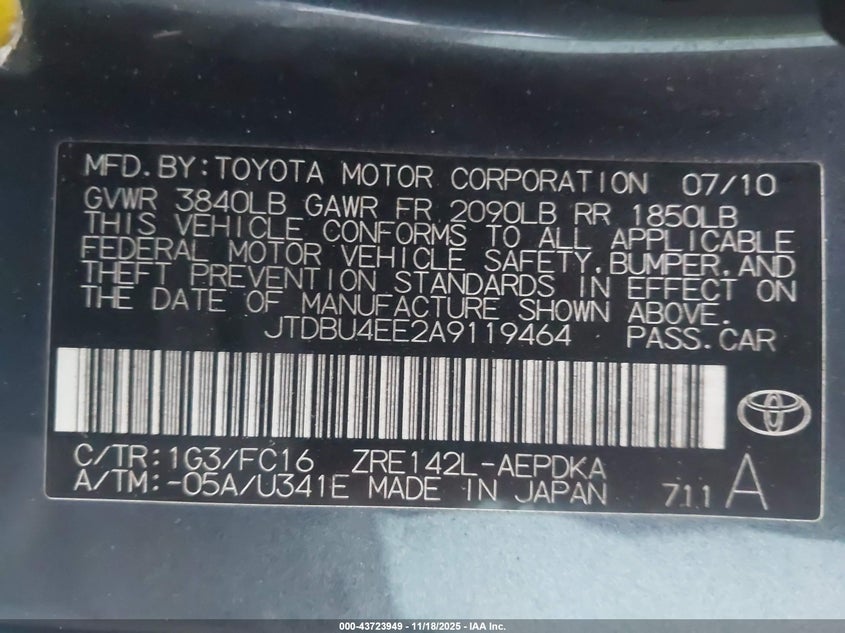 MFD.BY:TOYOTA MOTOR CORPORATION 07/10
GVWR 3840LB GAWR FR 2090LB RR 1850LB
THIS VEHICLE CONFORMS TO ALL APPLICABLE
FEDERAL MOTOR VEHICLE SAFETY,BUMPER,AND
THEFT PREVENTION STANDARDS IN EFFECT ON
THE DATE OF MANUFACTURE SHOWN ABOVE.
JTDBU4EE2A9119464 PASS.CAR
C/TR:1G3/FC16 ZRE142L-AEPDKA
A/TM:-05A/U341E MADE IN JAPAN 711 A
000-43723949 - 11/18/2025 - IAA Inc.